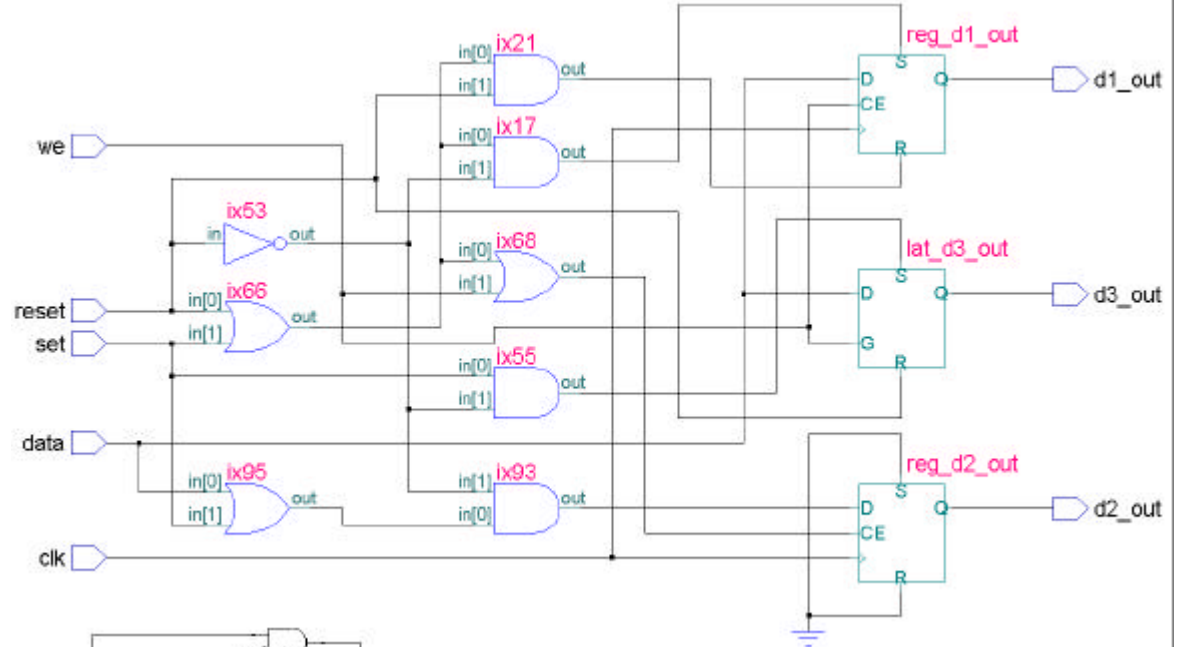 ix21
in[0]
in[1]
out
reg_d1_out
S
D
Q
CE
R
d1_out
we
ix17
in[0]
in[1]
out
ix53
in
out
ix68
in[0]
in[1]
out
lat_d3_out
S
D
Q
G
R
d3_out
reset
set
ix66
in[0]
in[1]
out
ix55
in[0]
in[1]
out
data
ix95
in[0]
in[1]
out
ix93
in[1]
in[0]
out
reg_d2_out
S
D
Q
CE
R
d2_out
clk